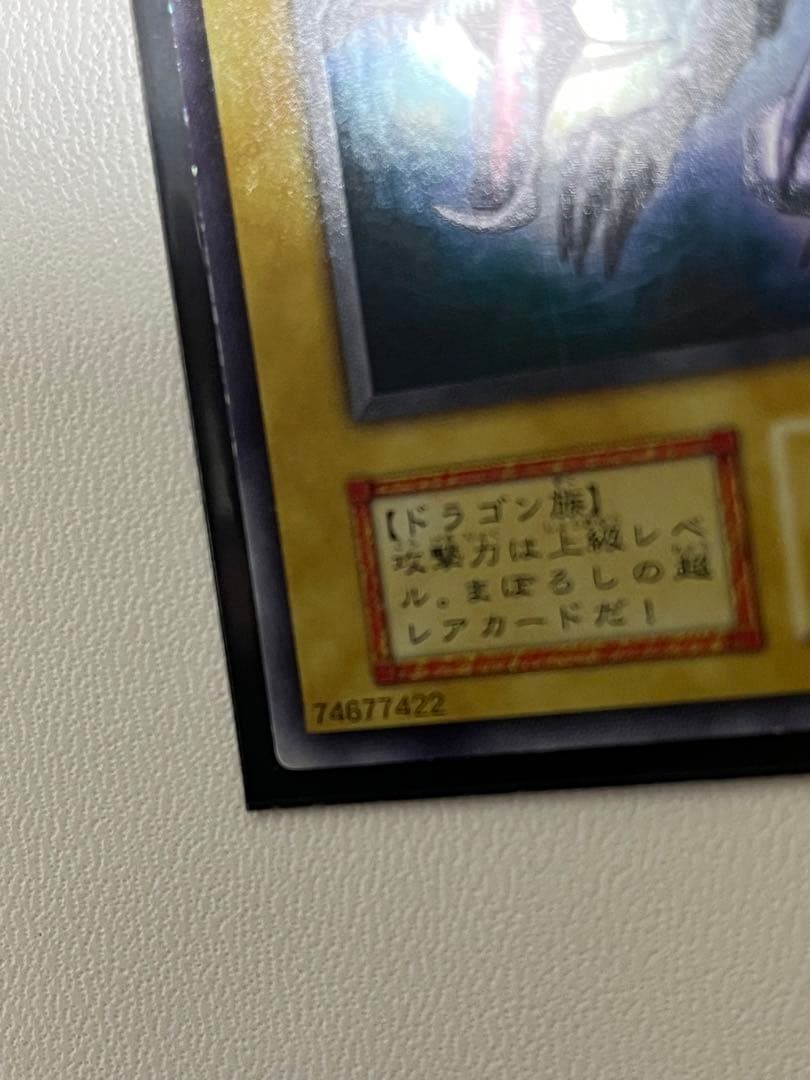 【ドラゴン族】
攻撃力は上級レベ
ル。まぼろしの超
レアカードだ!
74677422